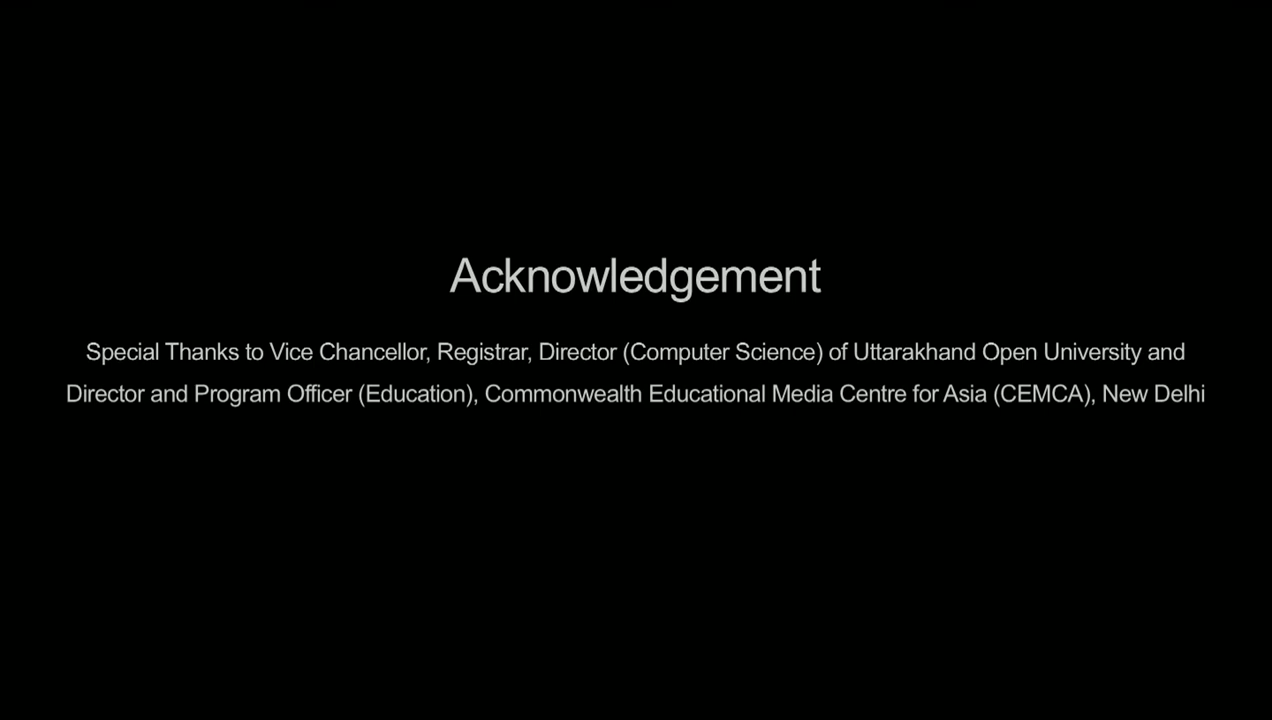 Acknowledgement
Special Thanks to Vice Chancellor, Registrar, Director (Computer Science) of Uttarakhand Open University and
Director and Program Officer (Education), Commonwealth Educational Media Centre for Asia (CEMCA), New Delhi